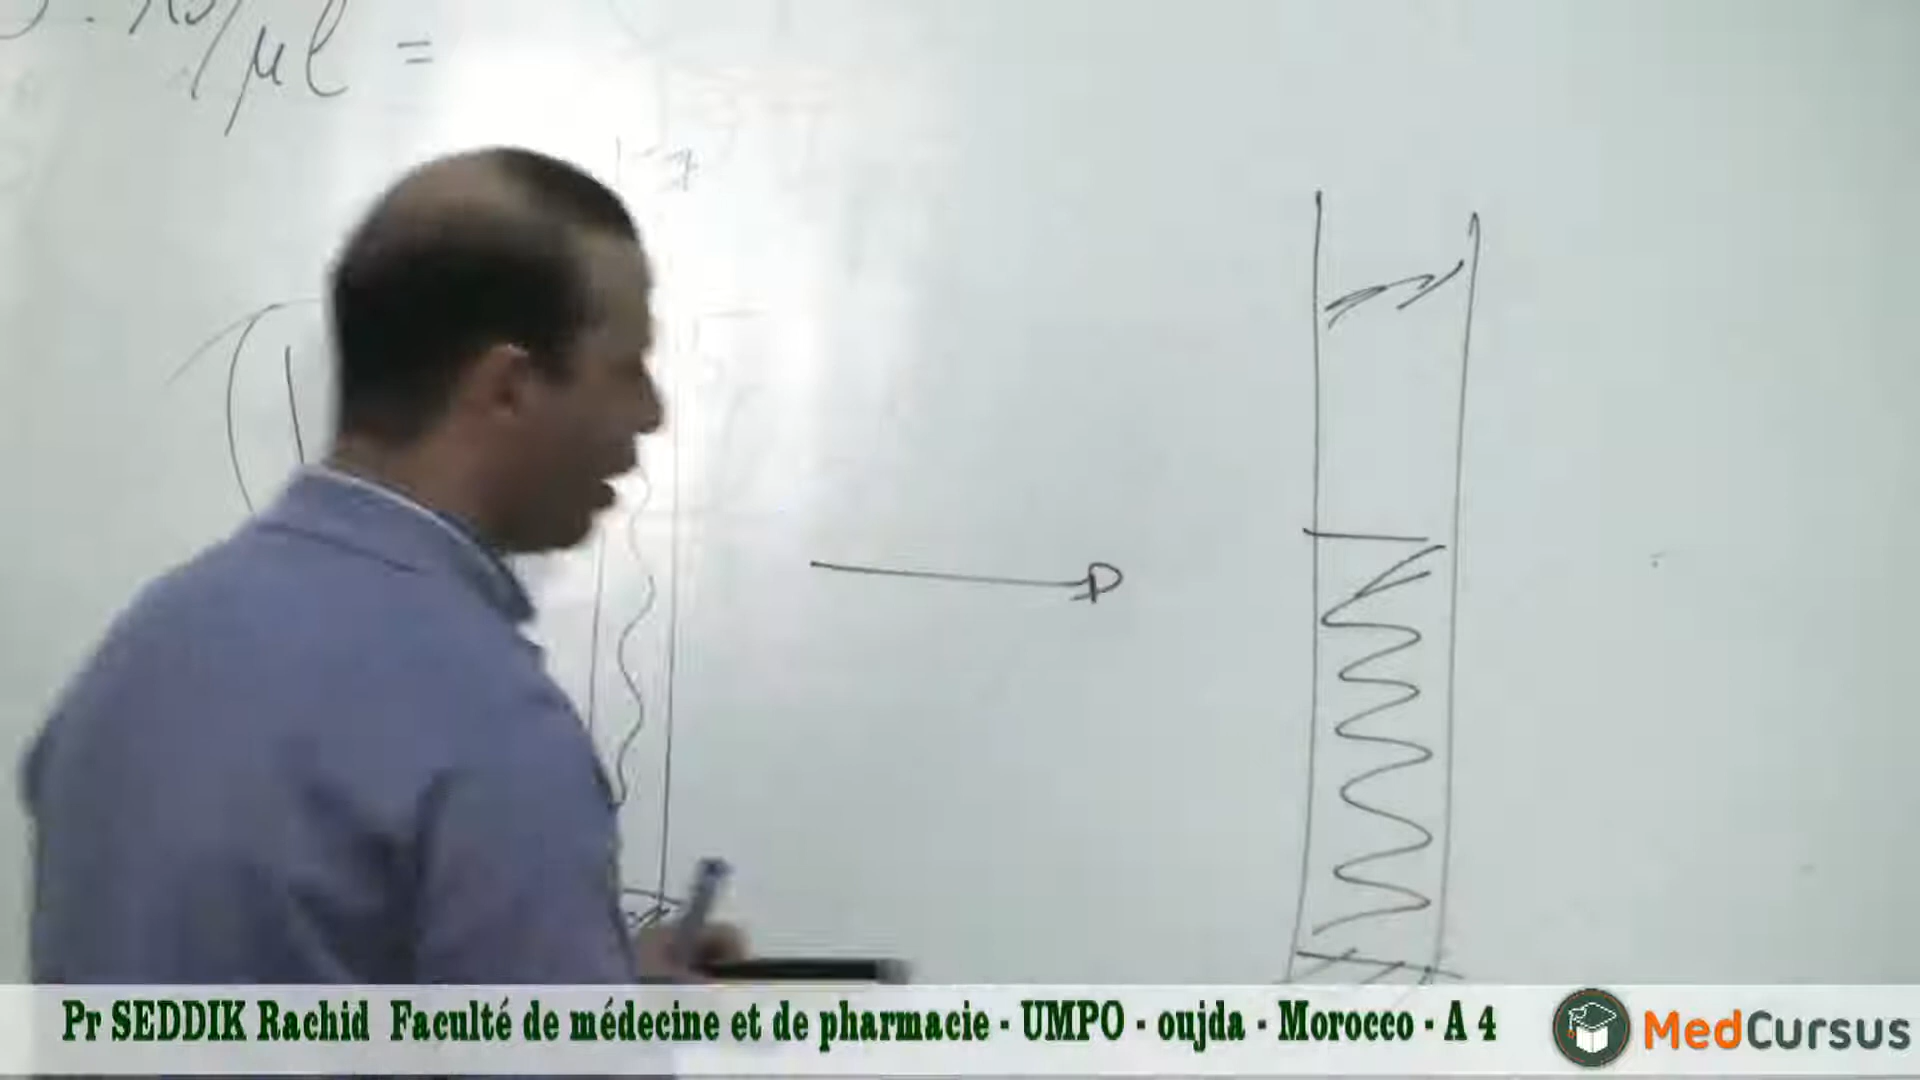 /µl =
Pr SEDDIK Rachid Faculté de médecine et de pharmacie - UMPO - oujda - Morocco - A 4
MedCursus